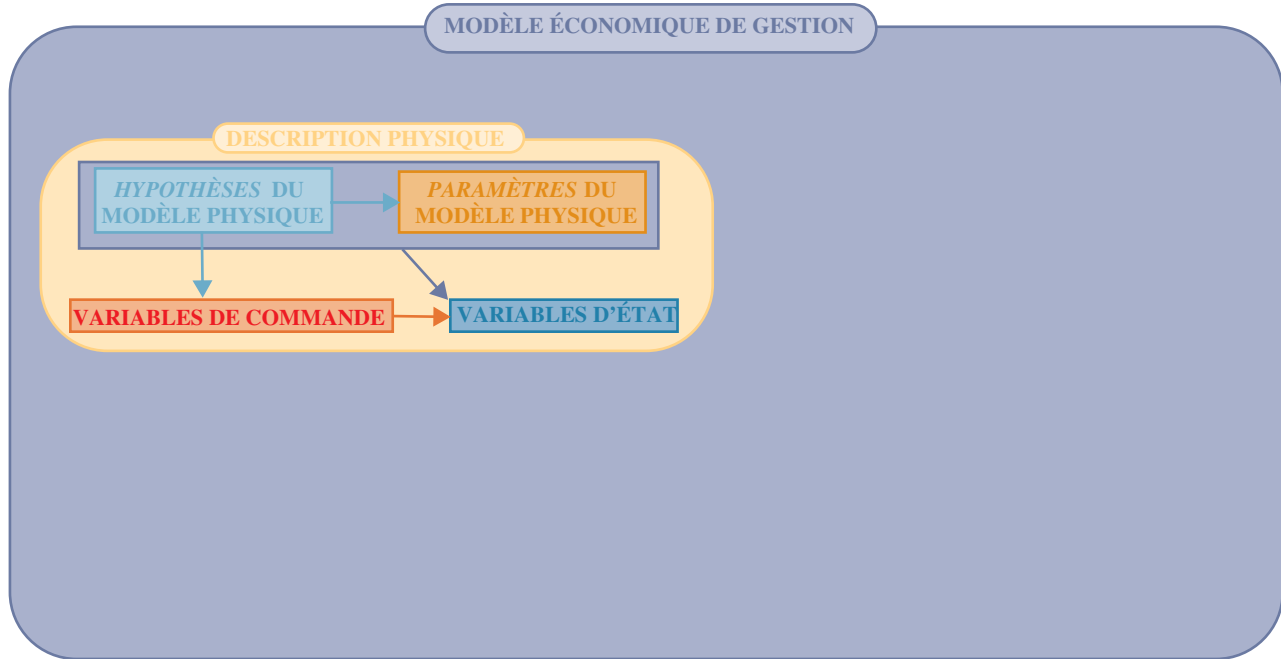 MODÈLE ÉCONOMIQUE DE GESTION
DESCRIPTION PHYSIQUE
HYPOTHÈSES DU
MODÈLE PHYSIQUE
PARAMÈTRES DU
MODÈLE PHYSIQUE
VARIABLES DE COMMANDE
VARIABLES D’ÉTAT